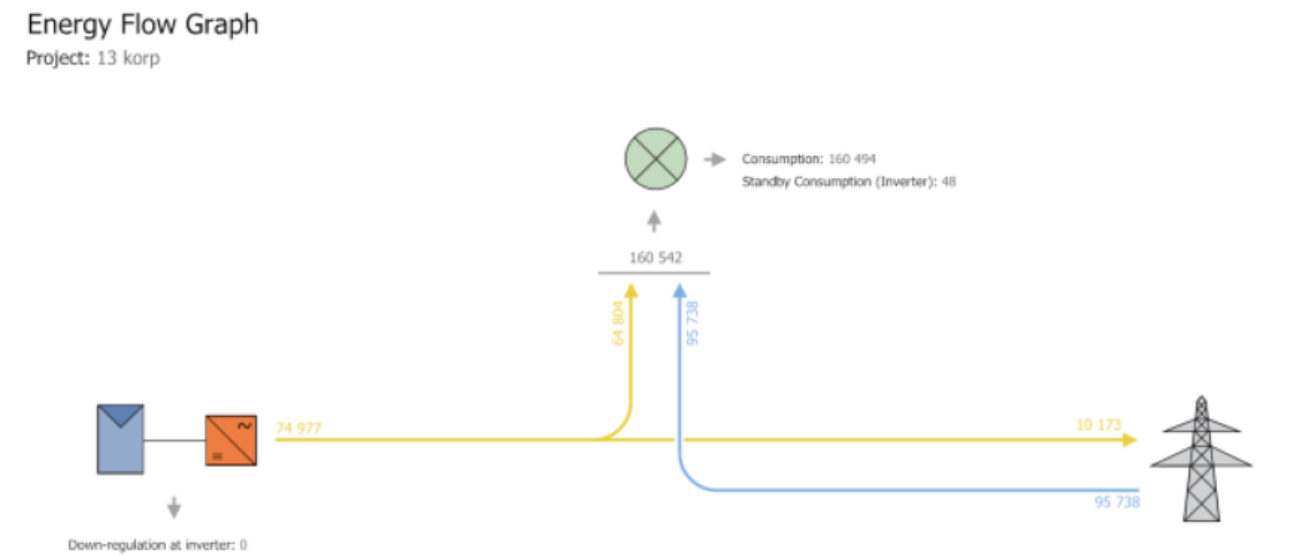 Energy Flow Graph
Project: 13 korp
Consumption: 160 494
Standby Consumption (Inverter): 48
160 542
64 804
95 738
74 977
10 173
95 738
Down-regulation at inverter: 0